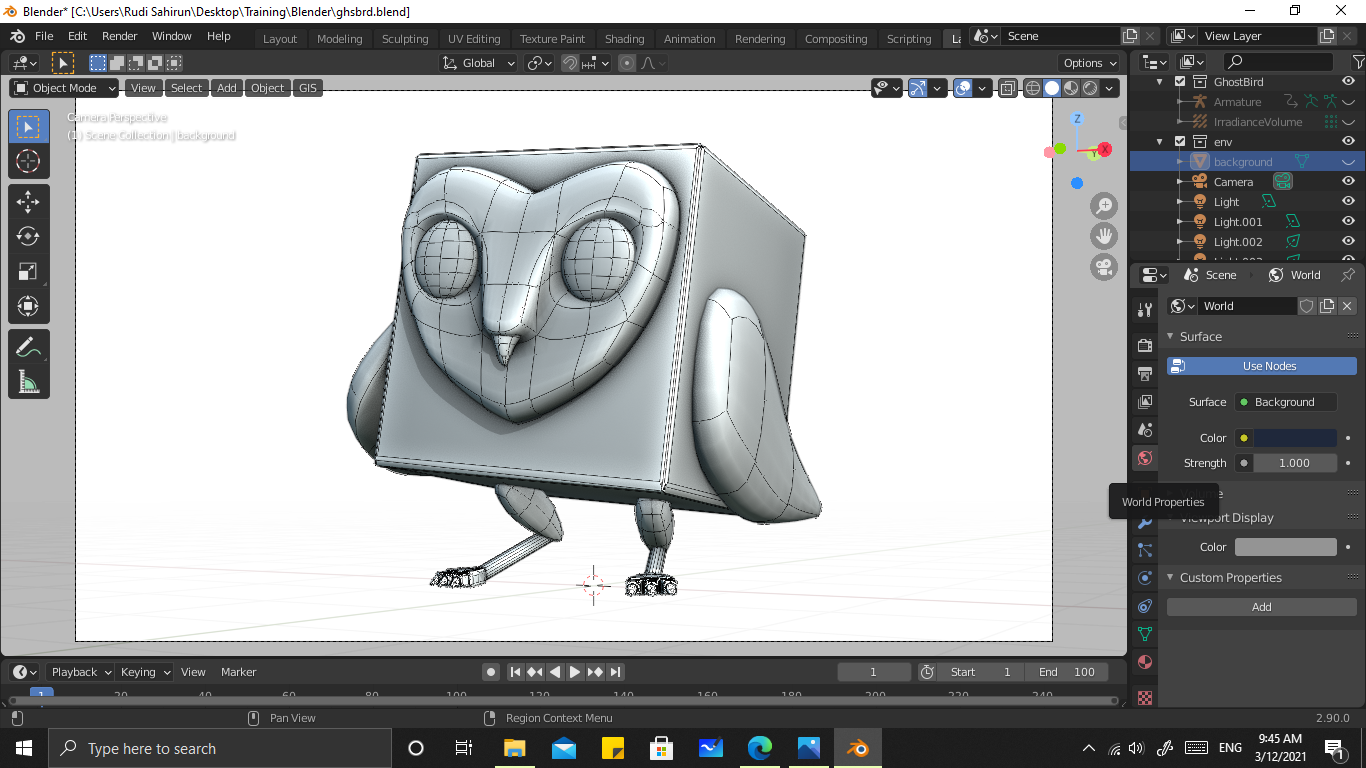 Blender* [C:\Users\Rudi Sahirun\Desktop\Training\Blender\ghsbrd.blend]
File Edit Render Window Help Layout Modeling Sculpting UV Editing Texture Paint Shading Animation Rendering Compositing Scripting La Scene View Layer
Global Options
Object Mode View Select Add Object GIS
Camera Perspective
(1) Scene Collection | background
Z
X
Y
GhostBird
Armature
IrradianceVolume
env
background
Camera
Light
Light.001
Light.002
Scene World
World
Surface
Use Nodes
Surface Background
Color
Strength 1.000
World Properties
Viewport Display
Color
Custom Properties
Add
Playback Keying View Marker 1 Start 1 End 100
1 20 40 60 80 100 120 140 160 180 200 220 240
Pan View Region Context Menu 2.90.0
Type here to search
ENG
9:45 AM
3/12/2021
1